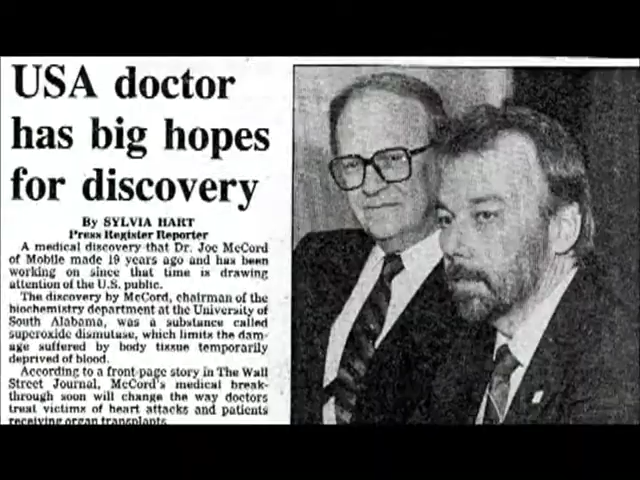 USA doctor
has big hopes
for discovery
By SYLVIA HART
Press Register Reporter
A medical discovery that Dr. Joe McCord
of Mobile made 19 years ago and has been
working on since that time is drawing
attention of the U.S. public.
The discovery by McCord, chairman of the
biochemistry department at the University of
South Alabama, was a substance called
superoxide dismutase, which limits the dam-
age suffered by body tissue temporarily
deprived of blood.
According to a front-page story in The Wall
Street Journal, McCord's medical break-
through soon will change the way doctors
treat victims of heart attacks and patients
receiving organ transplants